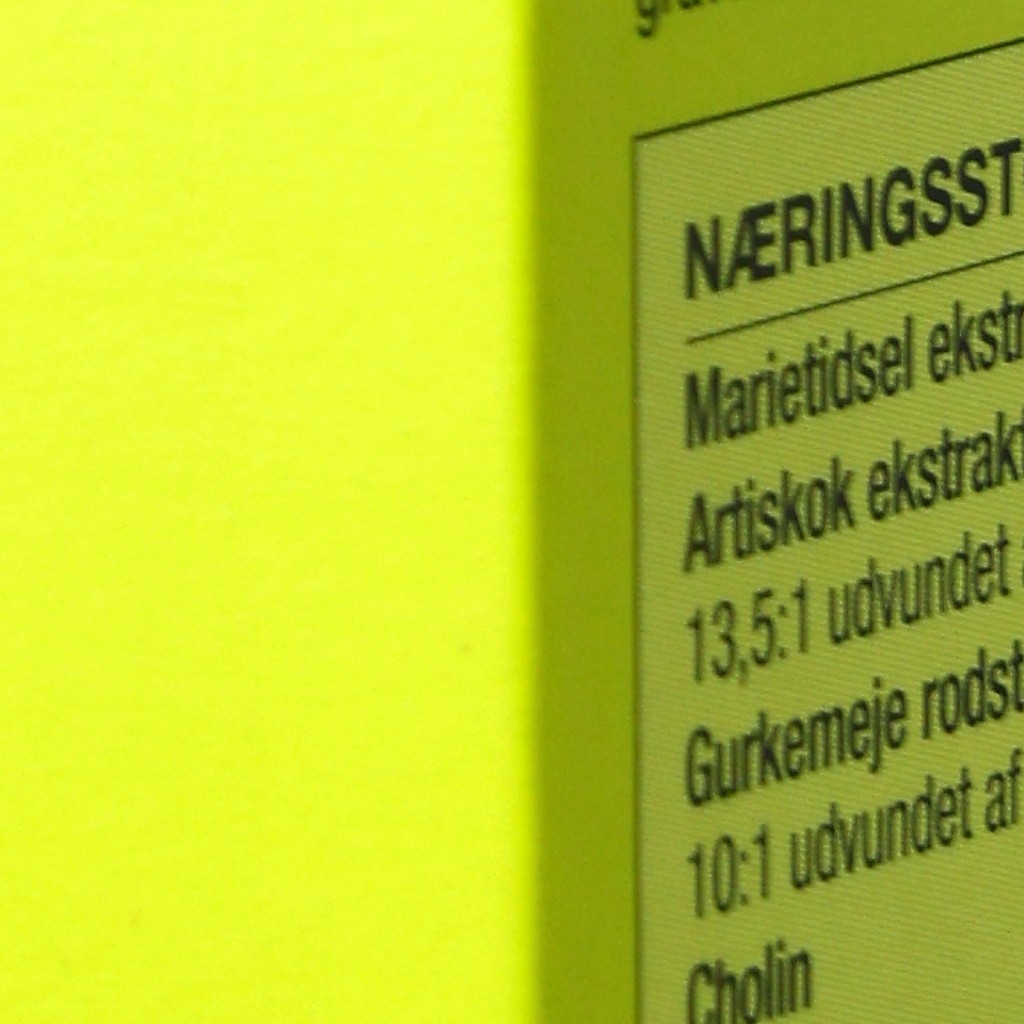 NÆRINGSST
Marietidsel ekstr
Artiskok ekstrakt
13,5:1 udvundet
Gurkemeje rodst
10:1 udvundet af
Cholin